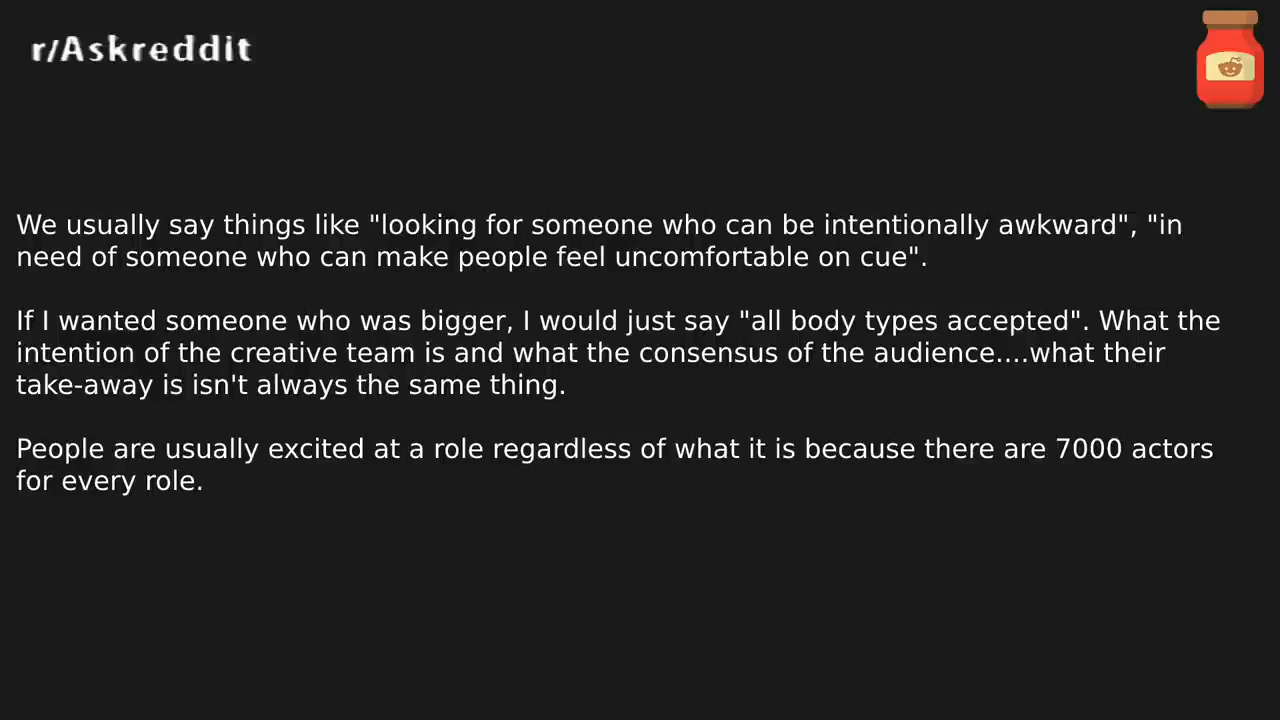 r/Askreddit
We usually say things like "looking for someone who can be intentionally awkward", "in
need of someone who can make people feel uncomfortable on cue".
If I wanted someone who was bigger, I would just say "all body types accepted". What the
intention of the creative team is and what the consensus of the audience....what their
take-away is isn't always the same thing.
People are usually excited at a role regardless of what it is because there are 7000 actors
for every role.